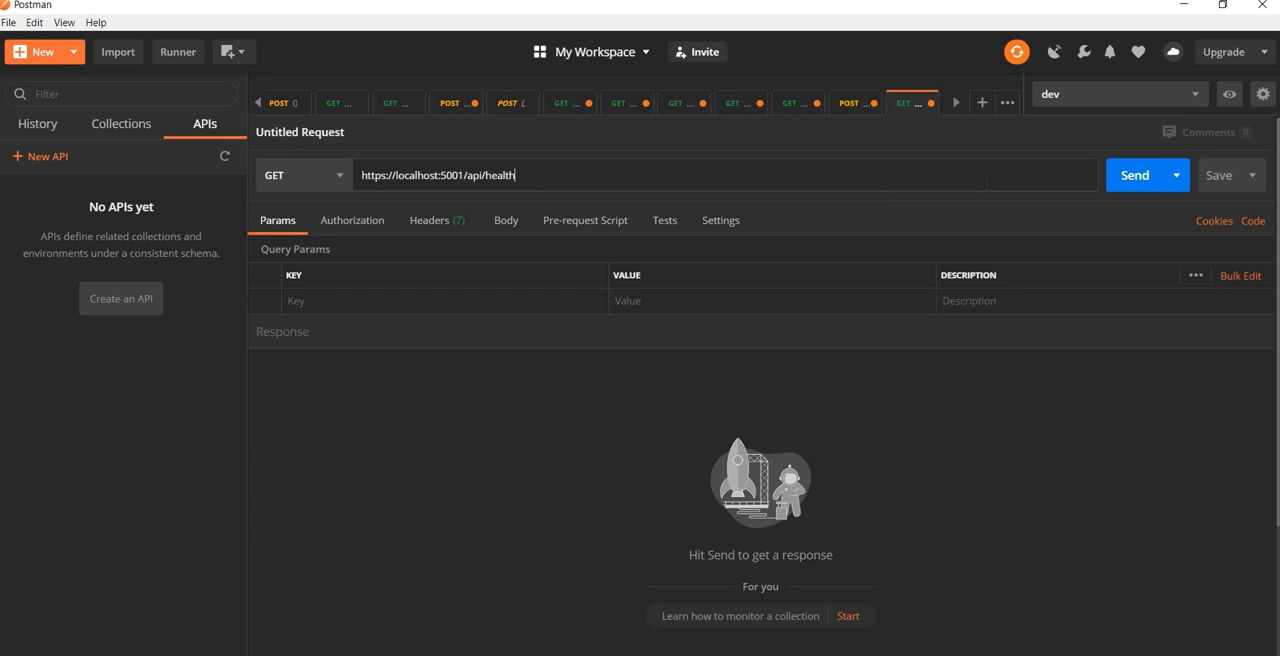 Postman
File Edit View Help
New Import Runner My Workspace Invite Upgrade
Filter
History Collections APIs
New API
No APIs yet
APIs define related collections and
environments under a consistent schema.
Create an API
POST GET ... GET ... POST ... POST GET ... GET ... GET ... GET ... GET ... POST ... GET ... dev
Untitled Request Comments 0
GET https://localhost:5001/api/health Send Save
Params Authorization Headers (7) Body Pre-request Script Tests Settings Cookies Code
Query Params
KEY VALUE DESCRIPTION ... Bulk Edit
Key Value Description
Response
Hit Send to get a response
For you
Learn how to monitor a collection Start